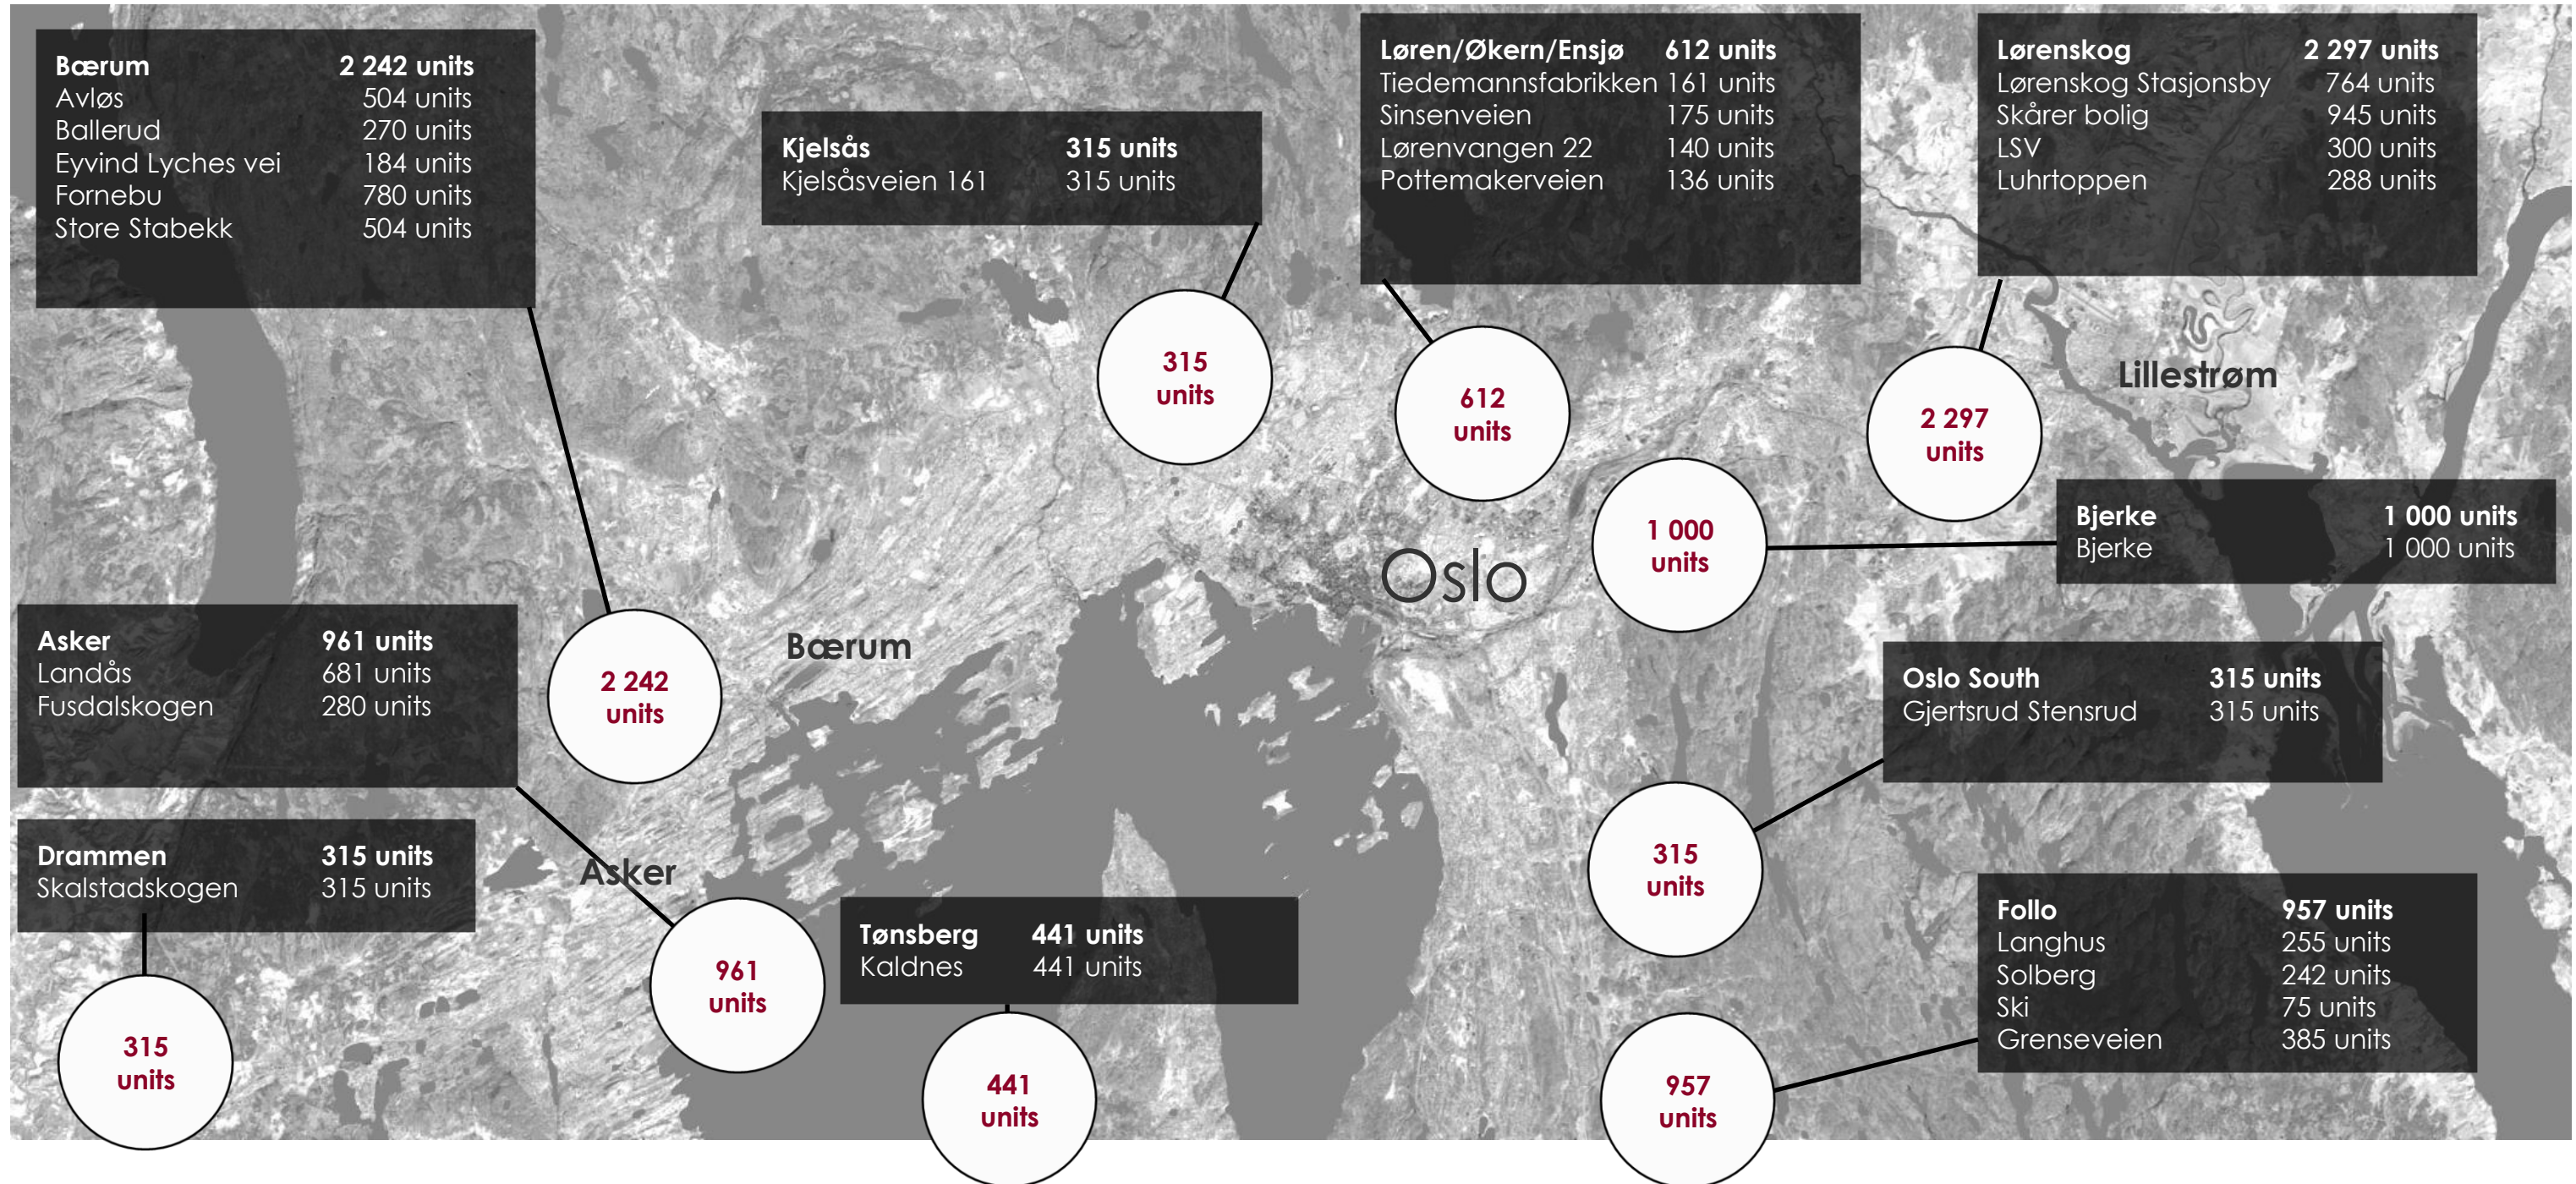 Bærum 2 242 units
Avløs 504 units
Ballerud 270 units
Eyvind Lyches vei 184 units
Fornebu 780 units
Store Stabekk 504 units
Kjelsås 315 units
Kjelsåsveien 161 315 units
Løren/Økern/Ensjø 612 units
Tiedemannsfabrikken 161 units
Sinsenveien 175 units
Lørenvangen 22 140 units
Pottemakerveien 136 units
Lørenskog 2 297 units
Lørenskog Stasjonsby 764 units
Skårer bolig 945 units
LSV 300 units
Luhrtoppen 288 units
315
units
612
units
2 297
units
Lillestrøm
1 000
units
Bjerke 1 000 units
Bjerke 1 000 units
Oslo
Bærum
Asker 961 units
Landås 681 units
Fusdalskogen 280 units
2 242
units
Oslo South 315 units
Gjertsrud Stensrud 315 units
Drammen 315 units
Skalstadskogen 315 units
Asker
315
units
Tønsberg 441 units
Kaldnes 441 units
Follo 957 units
Langhus 255 units
Solberg 242 units
Ski 75 units
Grenseveien 385 units
961
units
315
units
441
units
957
units